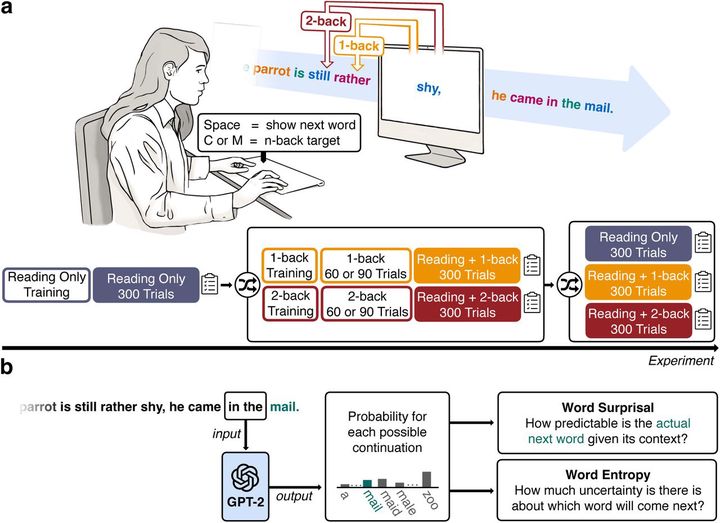 a
2-back
1-back
e parrot is still rather
shy,
he came in the mail.
Space = show next word
C or M = n-back target
Reading Only
Training
Reading Only
300 Trials
1-back
Training
1-back
60 or 90 Trials
Reading + 1-back
300 Trials
2-back
Training
2-back
60 or 90 Trials
Reading + 2-back
300 Trials
Reading Only
300 Trials
Reading + 1-back
300 Trials
Reading + 2-back
300 Trials
Experiment
b
parrot is still rather shy, he came in the mail.
input
GPT-2
output
Probability for
each possible
continuation
a ... mail maid male ... zoo
Word Surprisal
How predictable is the actual
next word given its context?
Word Entropy
How much uncertainty is there is
about which word will come next?